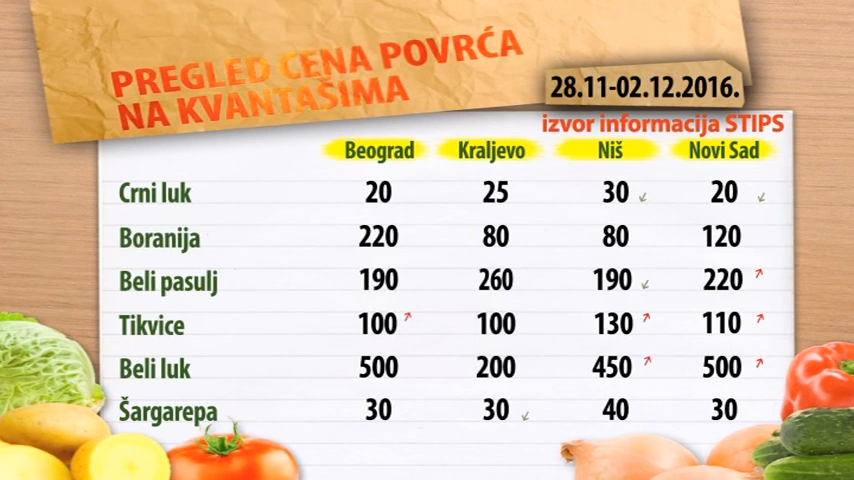 PREGLED CENA POVRĆA
NA KVANTAŠIMA
28.11-02.12.2016.
izvor informacija STIPS
Beograd Kraljevo Niš Novi Sad
Crni luk 20 25 30 20
Boranija 220 80 80 120
Beli pasulj 190 260 190 220
Tikvice 100 100 130 110
Beli luk 500 200 450 500
Šargarepa 30 30 40 30